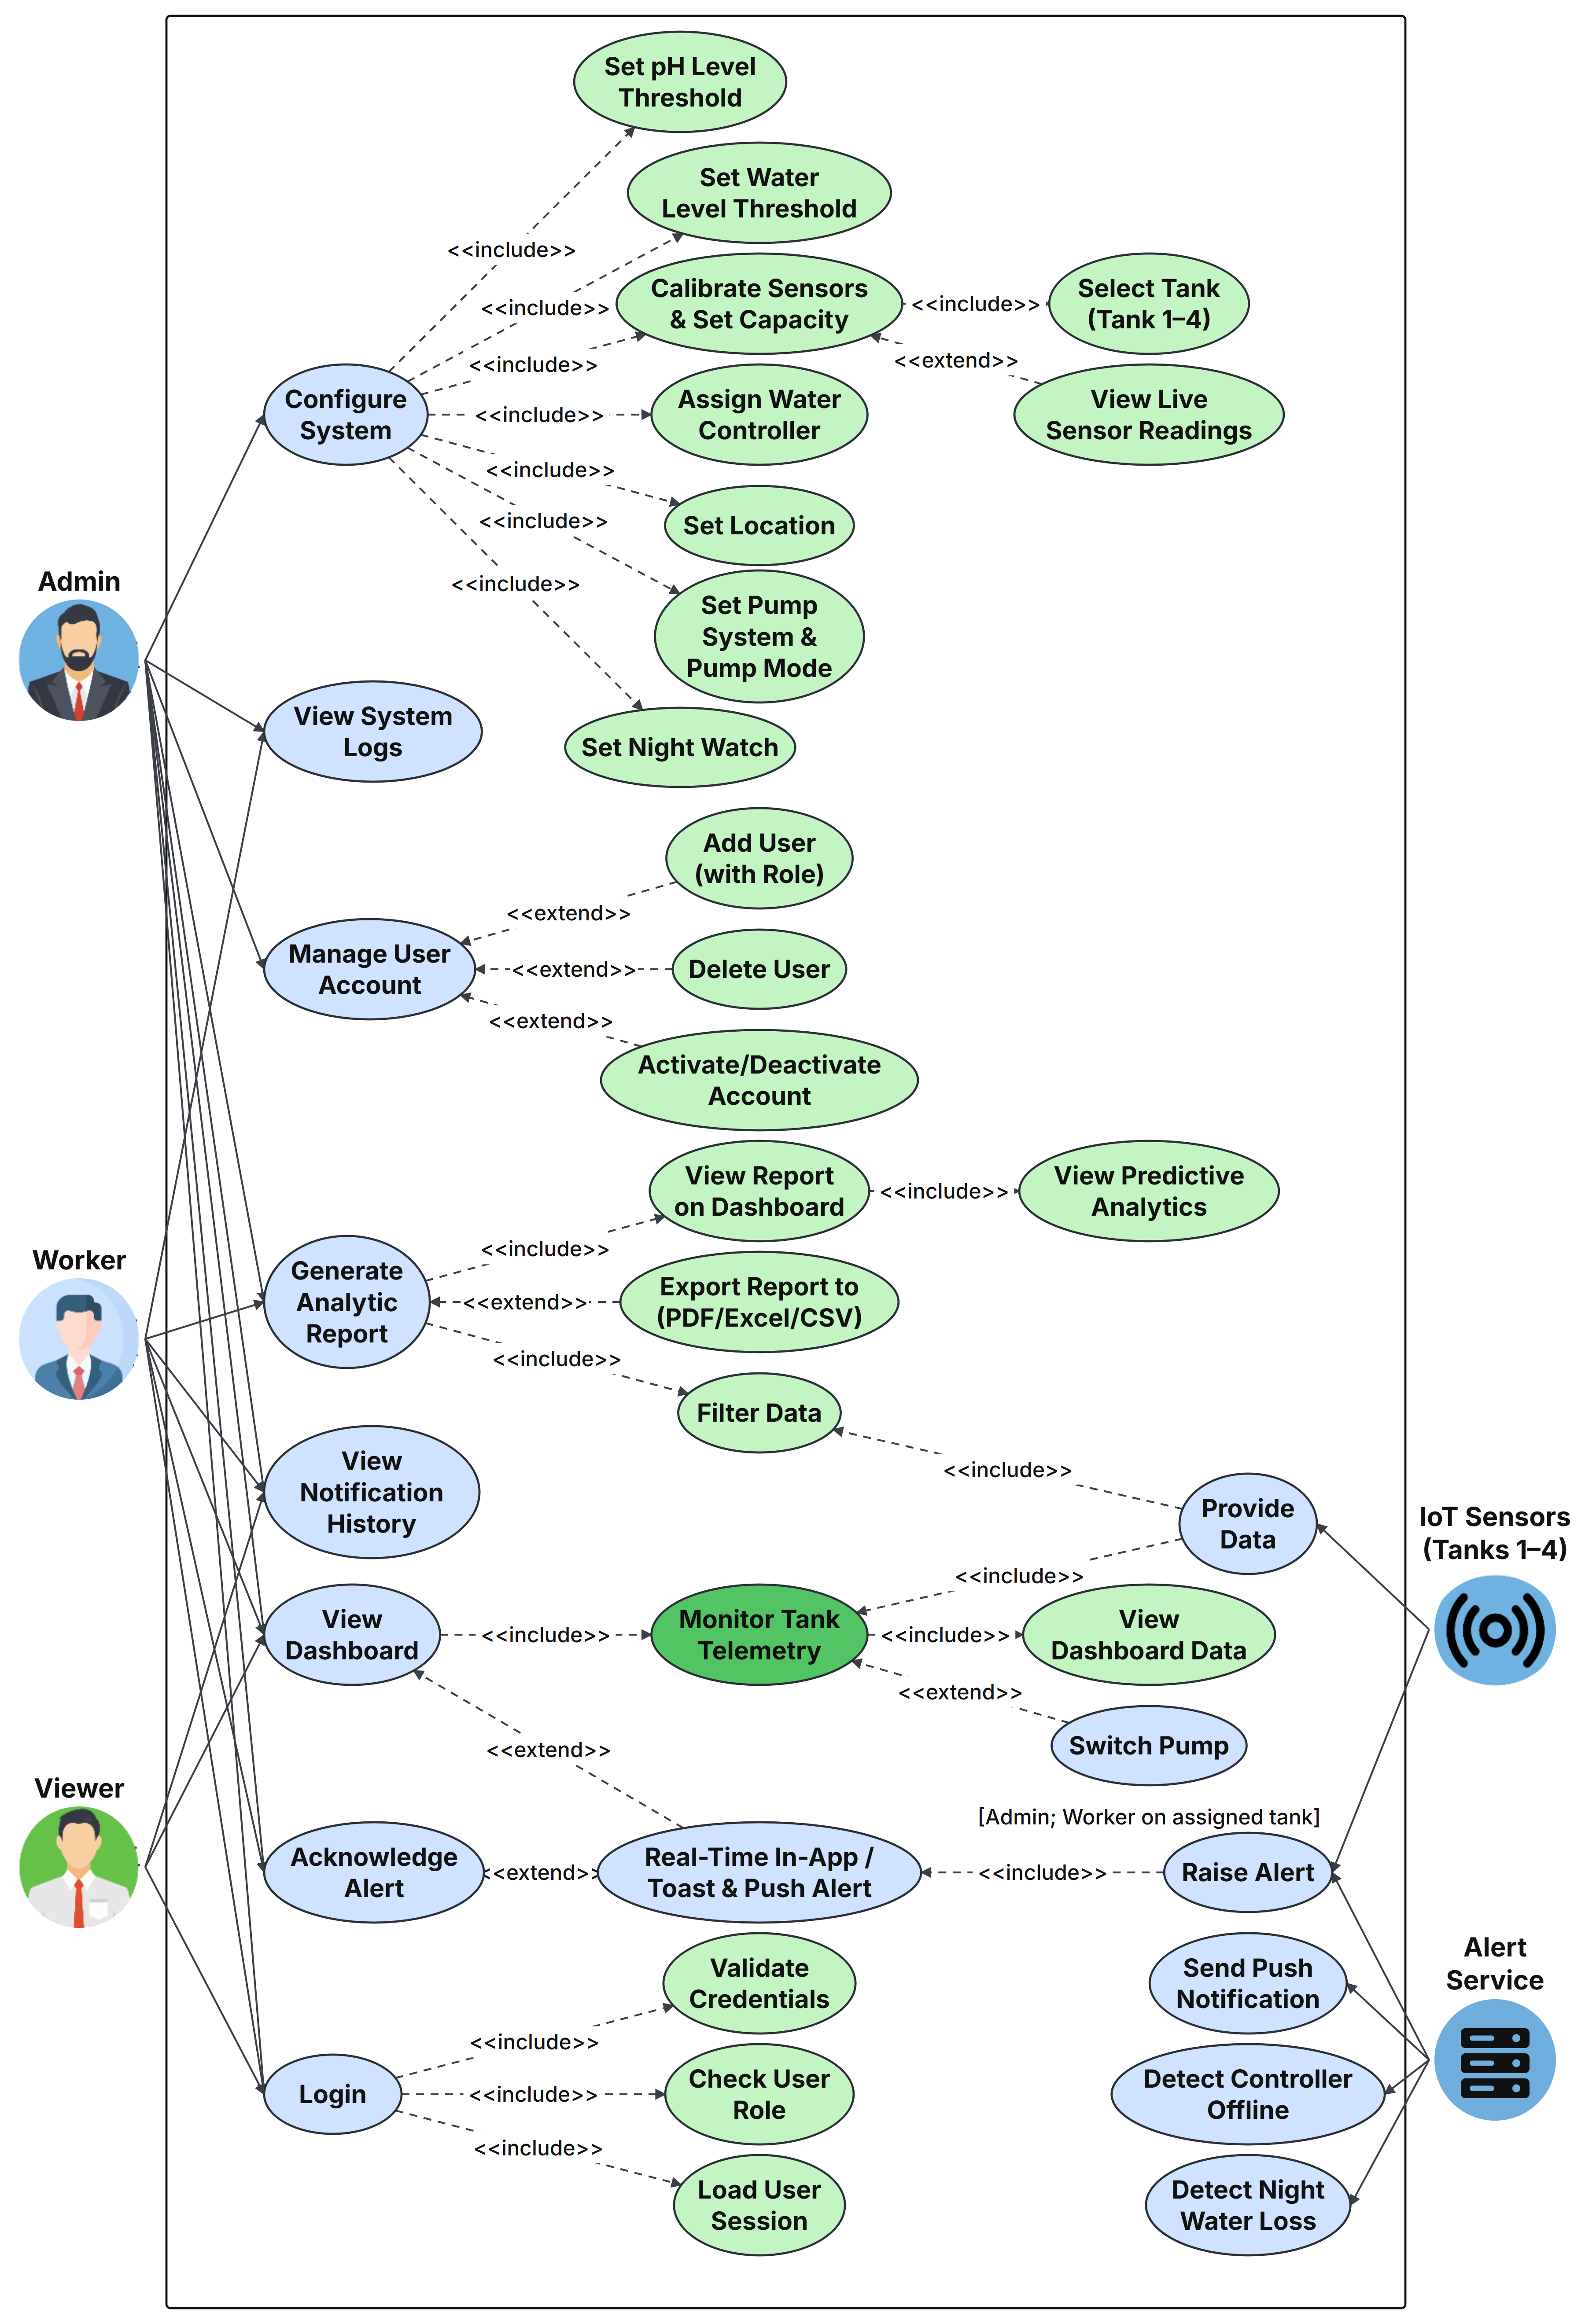 Set pH Level
Threshold
Set Water
Level Threshold
<<include>>
<<include>>
Calibrate Sensors
& Set Capacity
<<include>>
Select Tank
(Tank 1–4)
<<include>>
<<extend>>
Configure
System
<<include>>
Assign Water
Controller
View Live
Sensor Readings
<<include>>
Set Location
<<include>>
<<include>>
Set Pump
System &
Pump Mode
Admin
View System
Logs
Set Night Watch
Add User
(with Role)
<<extend>>
Manage User
Account
<<extend>>
Delete User
<<extend>>
Activate/Deactivate
Account
View Report
on Dashboard
<<include>>
View Predictive
Analytics
Worker
<<include>>
Generate
Analytic
Report
<<extend>>
Export Report to
(PDF/Excel/CSV)
<<include>>
Filter Data
<<include>>
View
Notification
History
Provide
Data
IoT Sensors
(Tanks 1–4)
<<include>>
View
Dashboard
<<include>>
Monitor Tank
Telemetry
<<include>>
View
Dashboard Data
<<extend>>
<<extend>>
Switch Pump
Viewer
[Admin; Worker on assigned tank]
Acknowledge
Alert
<<extend>>
Real-Time In-App /
Toast & Push Alert
<<include>>
Raise Alert
Alert
Service
Validate
Credentials
Send Push
Notification
<<include>>
Login
<<include>>
Check User
Role
Detect Controller
Offline
<<include>>
Load User
Session
Detect Night
Water Loss